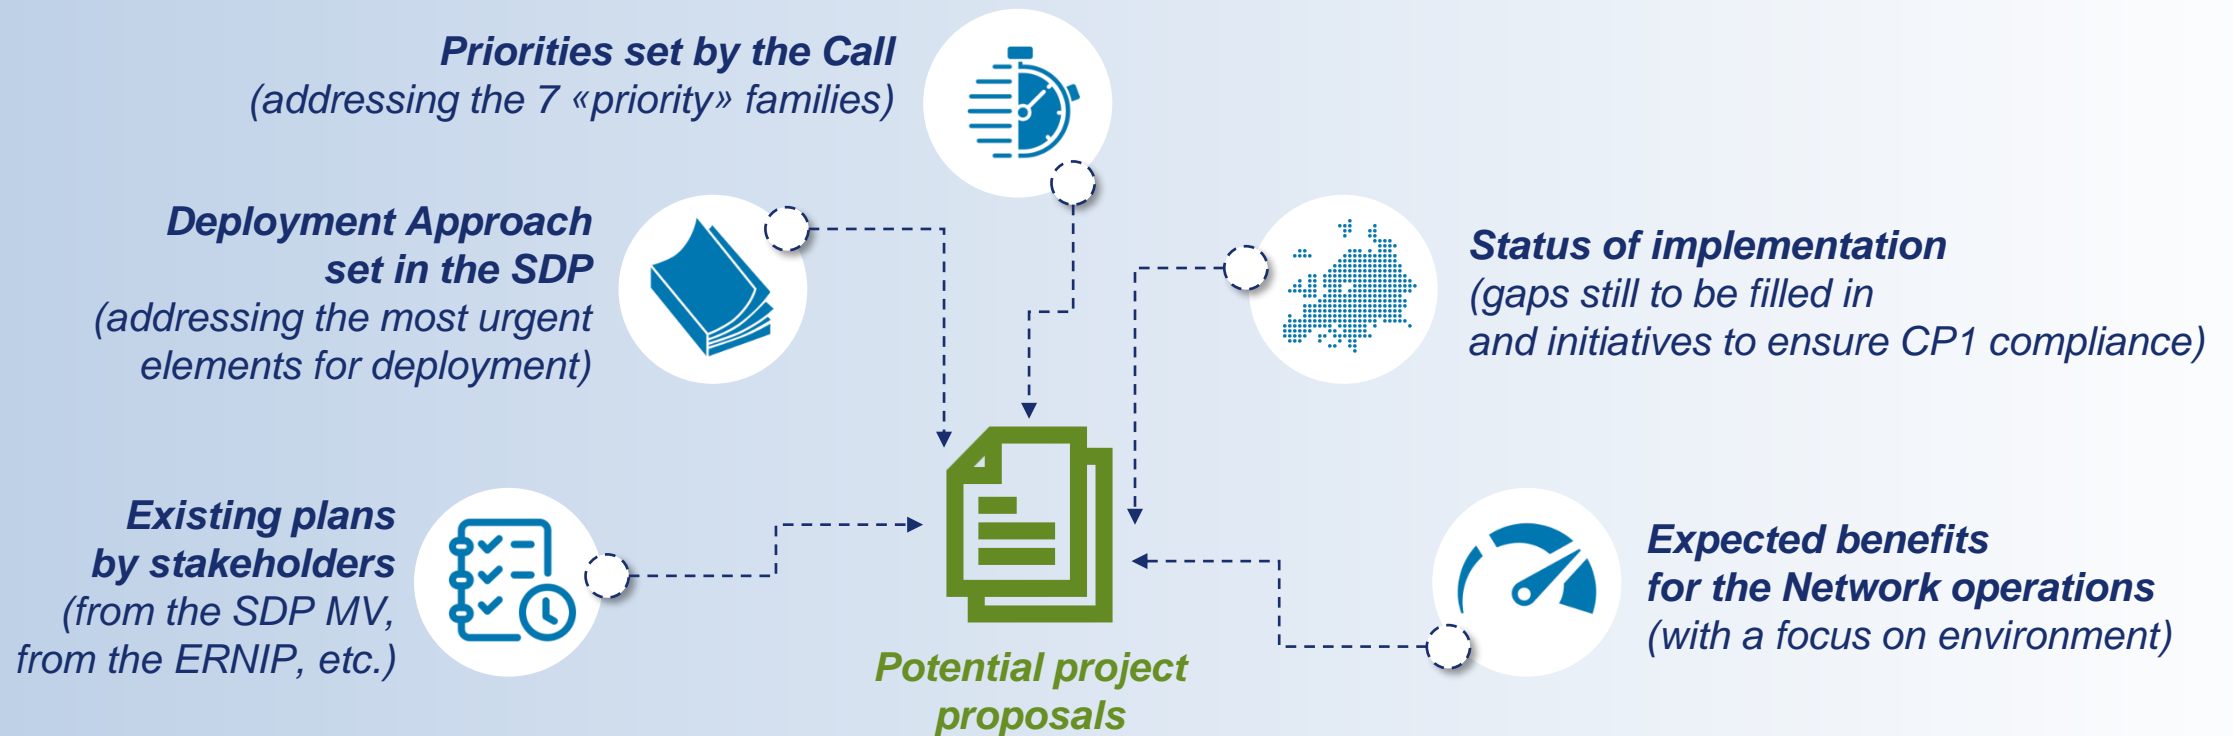 Priorities set by the Call
(addressing the 7 «priority» families)
Deployment Approach
set in the SDP
(addressing the most urgent
elements for deployment)
Status of implementation
(gaps still to be filled in
and initiatives to ensure CP1 compliance)
Existing plans
by stakeholders
(from the SDP MV,
from the ERNIP, etc.)
Expected benefits
for the Network operations
(with a focus on environment)
Potential project
proposals